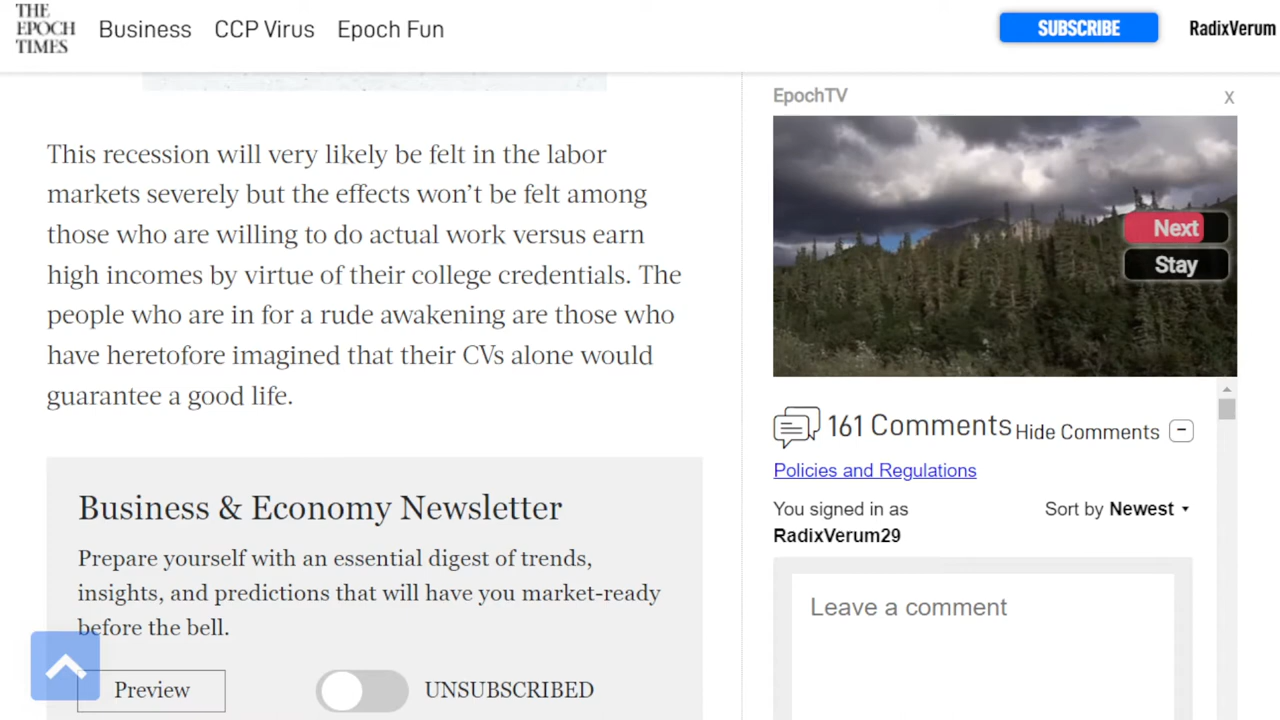 THE
EPOCH
TIMES
Business CCP Virus Epoch Fun
SUBSCRIBE
RadixVerum
This recession will very likely be felt in the labor
markets severely but the effects won’t be felt among
those who are willing to do actual work versus earn
high incomes by virtue of their college credentials. The
people who are in for a rude awakening are those who
have heretofore imagined that their CVs alone would
guarantee a good life.
Business & Economy Newsletter
Prepare yourself with an essential digest of trends,
insights, and predictions that will have you market-ready
before the bell.
Preview
UNSUBSCRIBED
EpochTV
X
Next
Stay
161 Comments
Hide Comments −
Policies and Regulations
You signed in as
RadixVerum29
Sort by Newest
Leave a comment